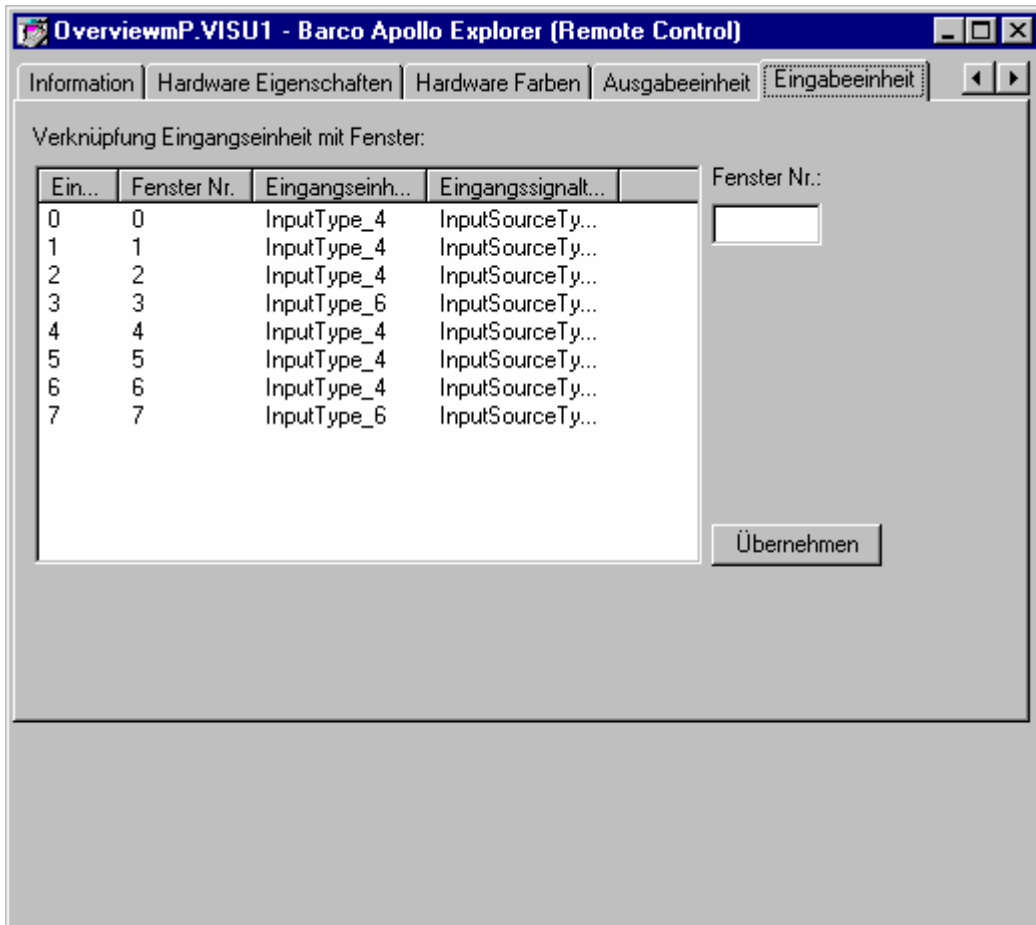 OverviewmP.VISU1 - Barco Apollo Explorer (Remote Control)
Information Hardware Eigenschaften Hardware Farben Ausgabeeinheit Eingabeeinheit
Verknüpfung Eingangseinheit mit Fenster:
Ein... Fenster Nr. Eingangseinh... Eingangssignalt... Fenster Nr.:
0 0 InputType_4 InputSourceTy...
1 1 InputType_4 InputSourceTy...
2 2 InputType_4 InputSourceTy...
3 3 InputType_6 InputSourceTy...
4 4 InputType_4 InputSourceTy...
5 5 InputType_4 InputSourceTy...
6 6 InputType_4 InputSourceTy...
7 7 InputType_6 InputSourceTy...
Übernehmen